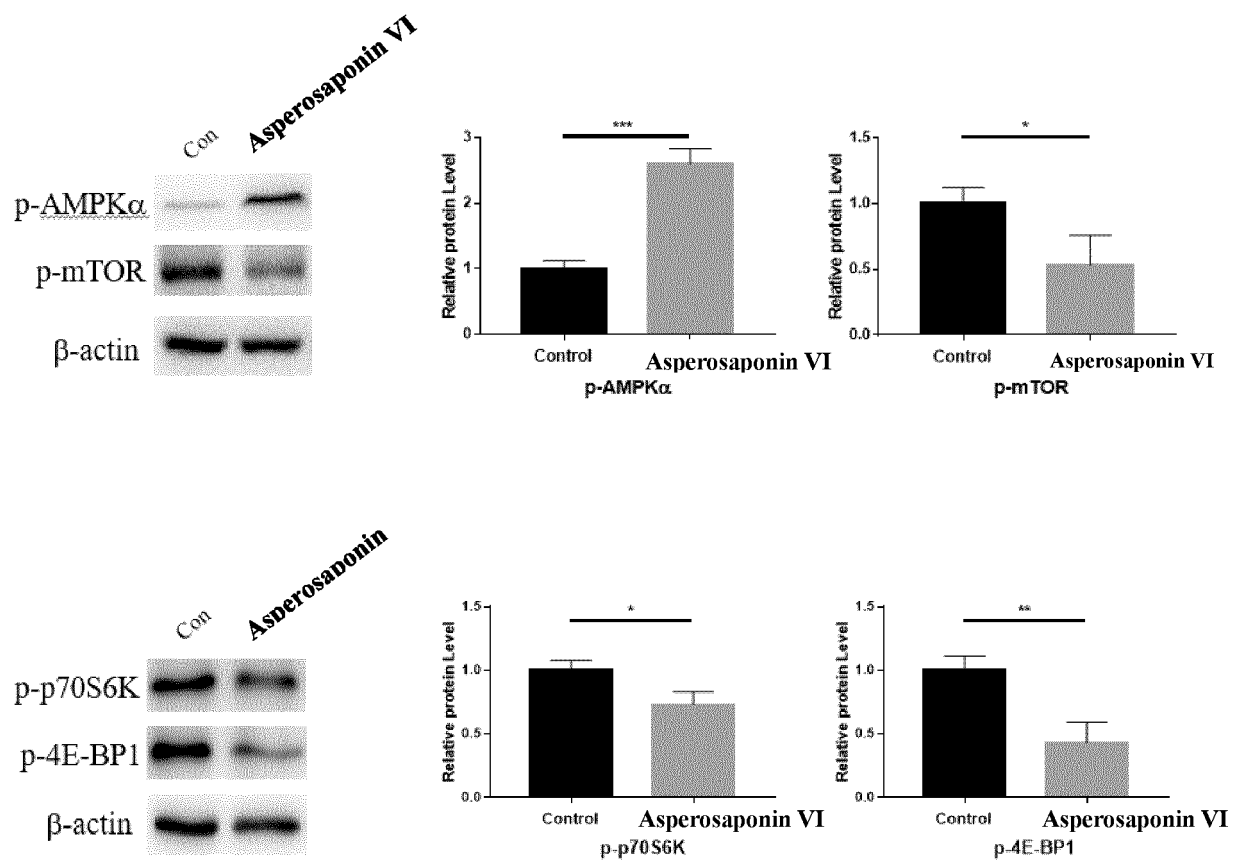 Con
Asperosaponin VI
p-AMPKα
p-mTOR
β-actin
***
Relative protein Level
3
2
1
0
Control
Asperosaponin VI
p-AMPKα
*
Relative protein Level
1.5
1.0
0.5
0.0
Control
Asperosaponin VI
p-mTOR
Con
Asperosaponin
p-p70S6K
p-4E-BP1
β-actin
*
Relative protein Level
1.5
1.0
0.5
0.0
Control
Asperosaponin VI
p-p70S6K
**
Relative protein Level
1.5
1.0
0.5
0.0
Control
Asperosaponin VI
p-4E-BP1